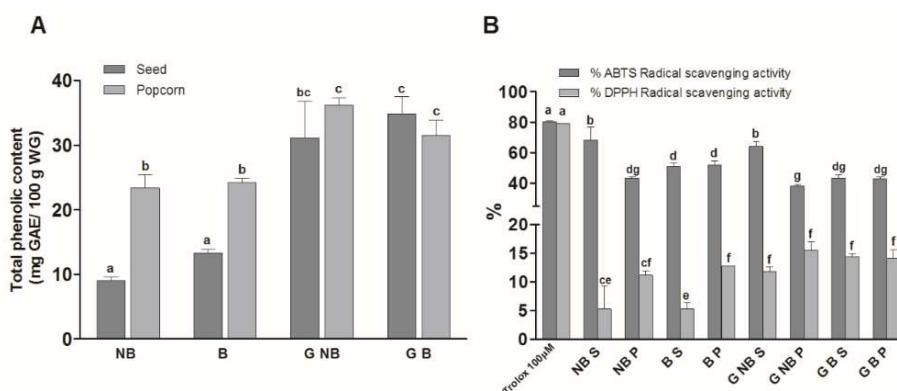 A
Seed
Popcorn
Total phenolic content
(mg GAE/ 100 g WG)
40
30
20
10
0
a
b
a
b
bc
c
c
c
NB
B
G NB
G B
B
% ABTS Radical scavenging activity
% DPPH Radical scavenging activity
%
80
60
40
15
10
5
0
a
a
b
ce
dg
cf
d
e
d
f
b
f
g
f
dg
f
dg
f
Trolox 100µM
NB S
NB P
B S
B P
G NB S
G NB P
G B S
G B P